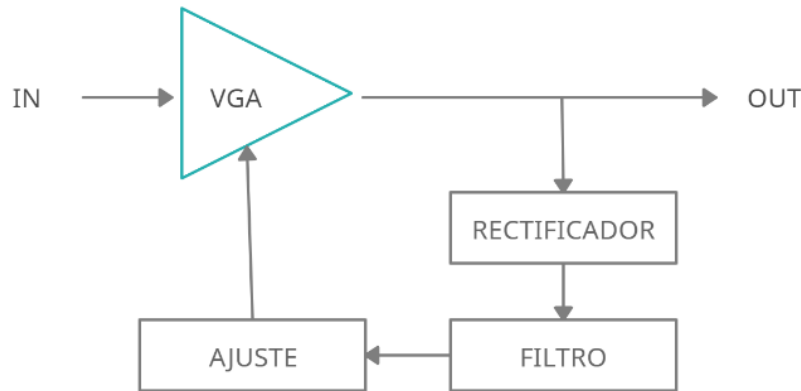 IN
VGA
OUT
RECTIFICADOR
AJUSTE
FILTRO